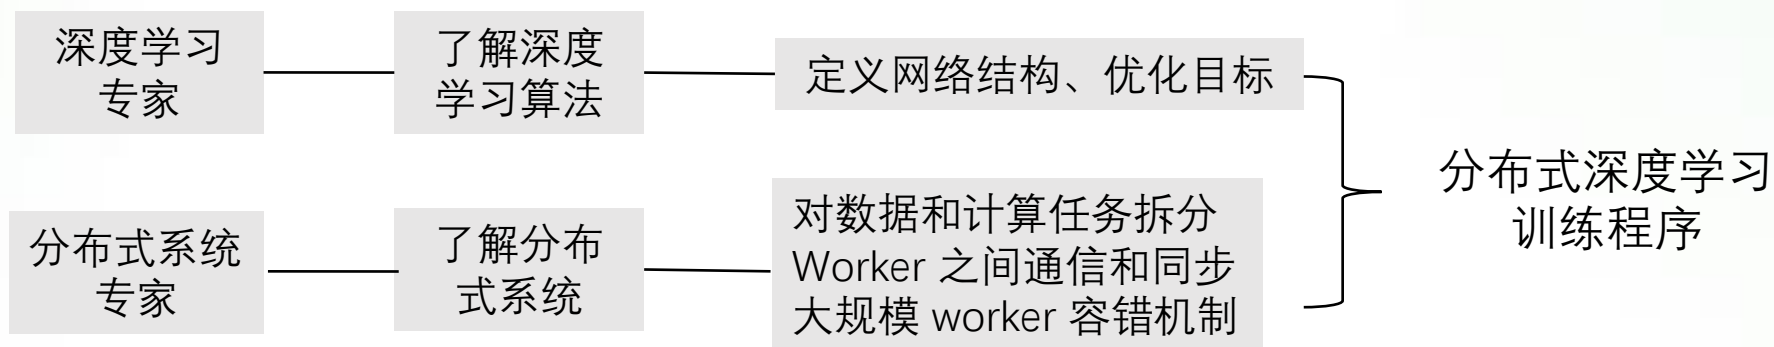 深度学习
专家
了解深度
学习算法
定义网络结构、优化目标
分布式系统
专家
了解分布
式系统
对数据和计算任务拆分
Worker 之间通信和同步
大规模 worker 容错机制
分布式深度学习
训练程序